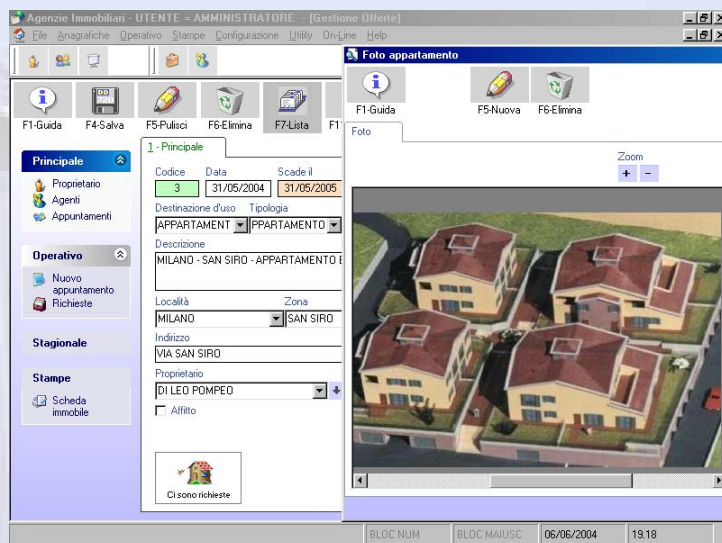 Agenzie Immobiliari - UTENTE = AMMINISTRATORE - [Gestione Offerte]
File Anagrafiche Operativo Stampe Configurazione Utility On-Line Help
F1-Guida F4-Salva F5-Pulisci F6-Elimina F7-Lista F1
Principale
Proprietario
Agenti
Appuntamenti
Operativo
Nuovo
appuntamento
Richieste
Stagionale
Stampe
Scheda
immobile
1 - Principale
Codice Data Scade il
3 31/05/2004 31/05/2005
Destinazione d'uso Tipologia
APPARTAMENT PPARTAMENTO
Descrizione
MILANO - SAN SIRO - APPARTAMENTO
Località Zona
MILANO SAN SIRO
Indirizzo
VIA SAN SIRO
Proprietario
DI LEO POMPEO
Affitto
Ci sono richieste
Foto appartamento
F1-Guida F5-Nuova F6-Elimina
Foto
Zoom
+ -
BLOC NUM BLOC MAIUSC 06/06/2004 19.18